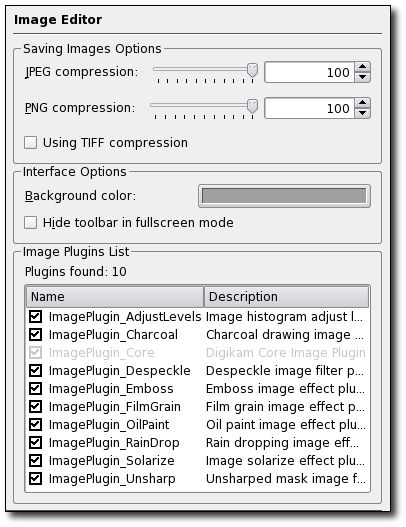 Image Editor
Saving Images Options
JPEG compression: 100
PNG compression: 100
Using TIFF compression
Interface Options
Background color:
Hide toolbar in fullscreen mode
Image Plugins List
Plugins found: 10
Name Description
ImagePlugin_AdjustLevels Image histogram adjust l...
ImagePlugin_Charcoal Charcoal drawing image ...
ImagePlugin_Core Digikam Core Image Plugin
ImagePlugin_Despeckle Despeckle image filter p...
ImagePlugin_Emboss Emboss image effect plu...
ImagePlugin_FilmGrain Film grain image effect p...
ImagePlugin_OilPaint Oil paint image effect plu...
ImagePlugin_RainDrop Rain dropping image eff...
ImagePlugin_Solarize Image solarize effect plu...
ImagePlugin_Unsharp Unsharped mask image f...